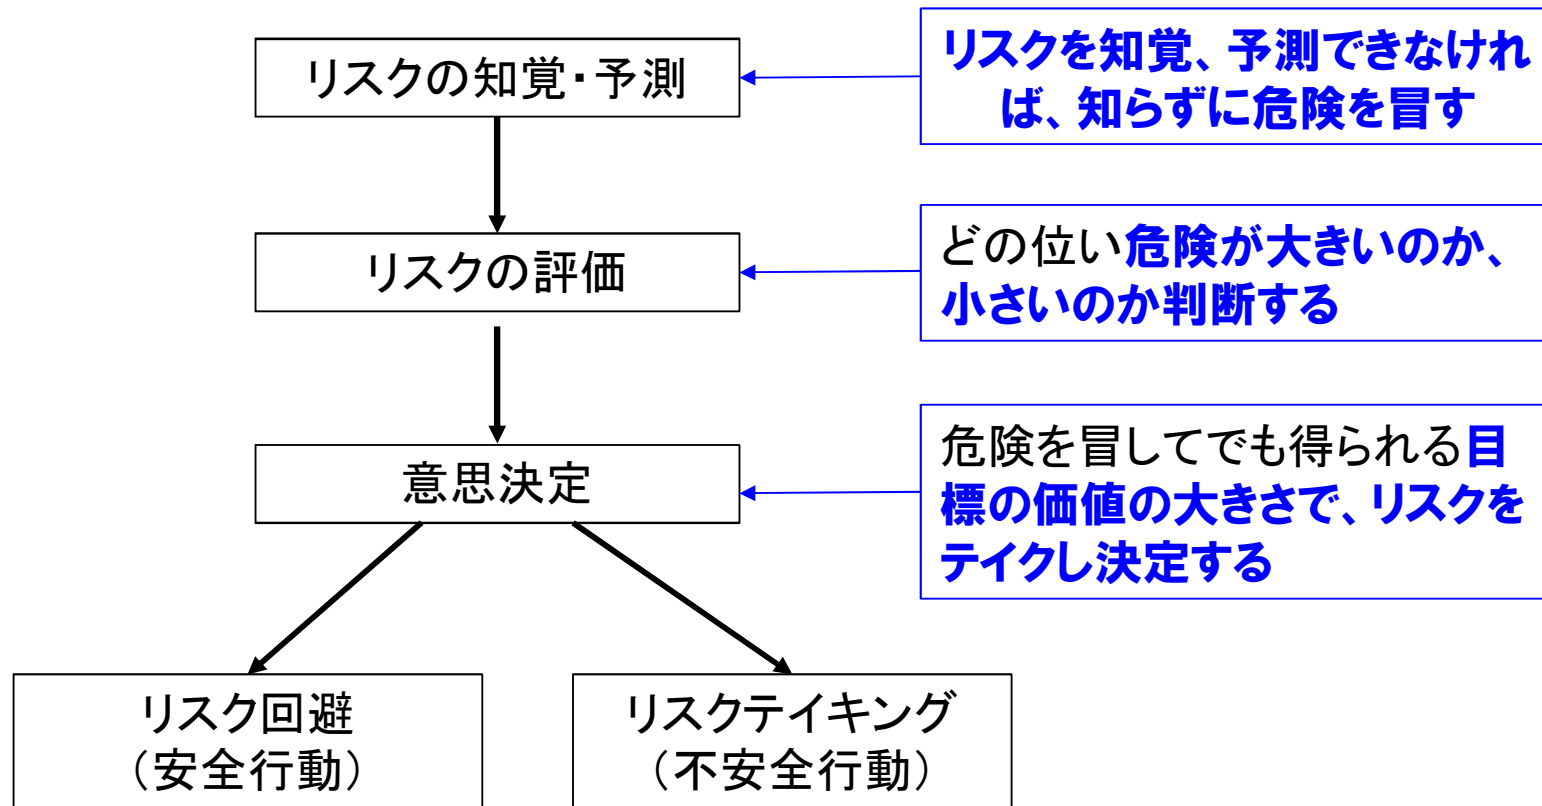 リスクの知覚・予測
リスクを知覚、予測できなけれ
ば、知らずに危険を冒す
リスクの評価
どの位い危険が大きいのか、
小さいのか判断する
意思決定
危険を冒してでも得られる目
標の価値の大きさで、リスクを
テイクし決定する
リスク回避
（安全行動）
リスクテイキング
（不安全行動）